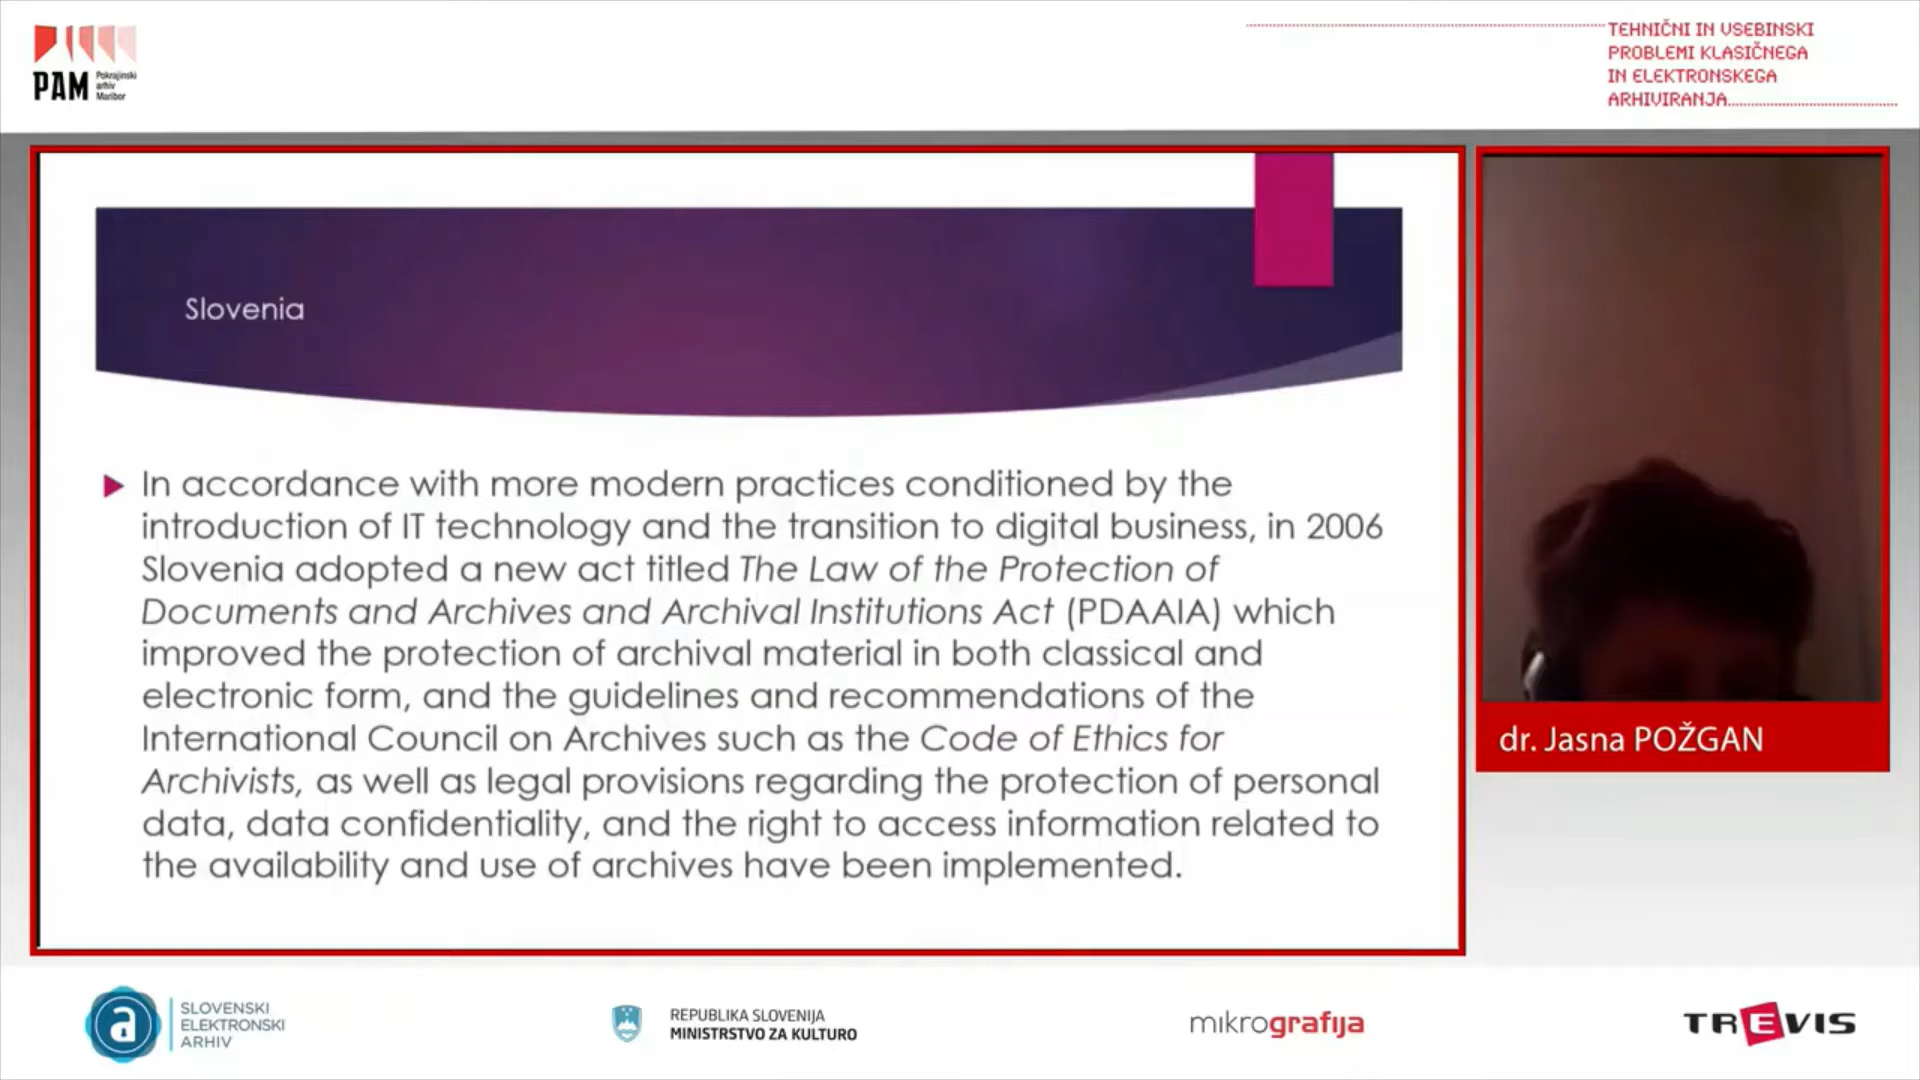 PAM
Pokrajinski
arhiv
Maribor
TEHNIČNI IN VSEBINSKI
PROBLEMI KLASIČNEGA
IN ELEKTRONSKEGA
ARHIVIRANJA
Slovenia
In accordance with more modern practices conditioned by the
introduction of IT technology and the transition to digital business, in 2006
Slovenia adopted a new act titled The Law of the Protection of
Documents and Archives and Archival Institutions Act (PDAAIA) which
improved the protection of archival material in both classical and
electronic form, and the guidelines and recommendations of the
International Council on Archives such as the Code of Ethics for
Archivists, as well as legal provisions regarding the protection of personal
data, data confidentiality, and the right to access information related to
the availability and use of archives have been implemented.
dr. Jasna POŽGAN
a
SLOVENSKI
ELEKTRONSKI
ARHIV
REPUBLIKA SLOVENIJA
MINISTRSTVO ZA KULTURO
mikrografija
TREVIS